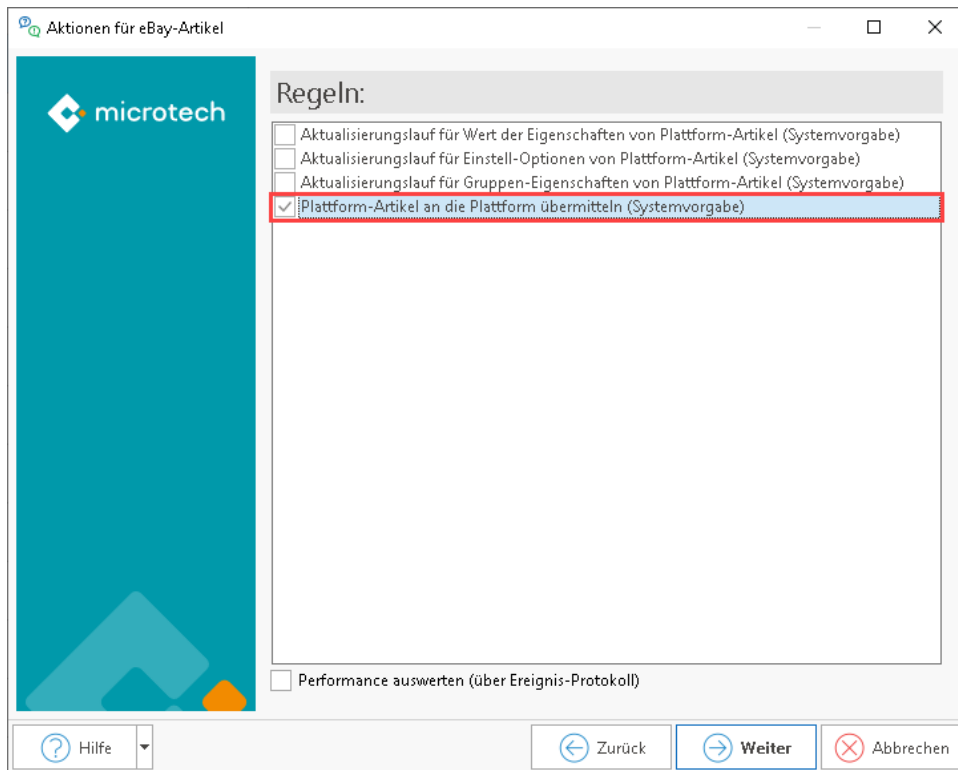 Aktionen für eBay-Artikel
microtech
Regeln:
Aktualisierungslauf für Wert der Eigenschaften von Plattform-Artikel (Systemvorgabe)
Aktualisierungslauf für Einstell-Optionen von Plattform-Artikel (Systemvorgabe)
Aktualisierungslauf für Gruppen-Eigenschaften von Plattform-Artikel (Systemvorgabe)
Plattform-Artikel an die Plattform übermitteln (Systemvorgabe)
Performance auswerten (über Ereignis-Protokoll)
Hilfe Zurück Weiter Abbrechen